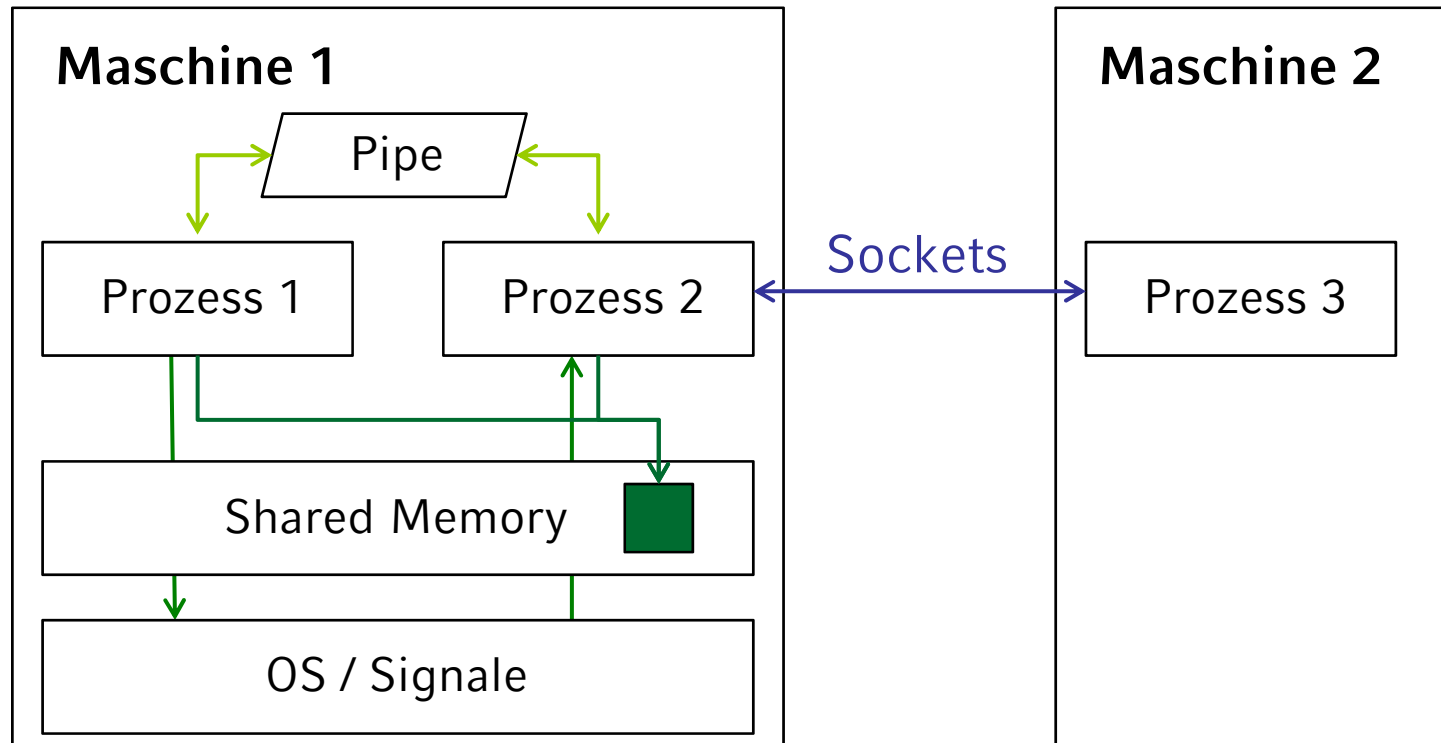 Maschine 1
Maschine 2
Pipe
Sockets
Prozess 1
Prozess 2
Prozess 3
Shared Memory
OS / Signale